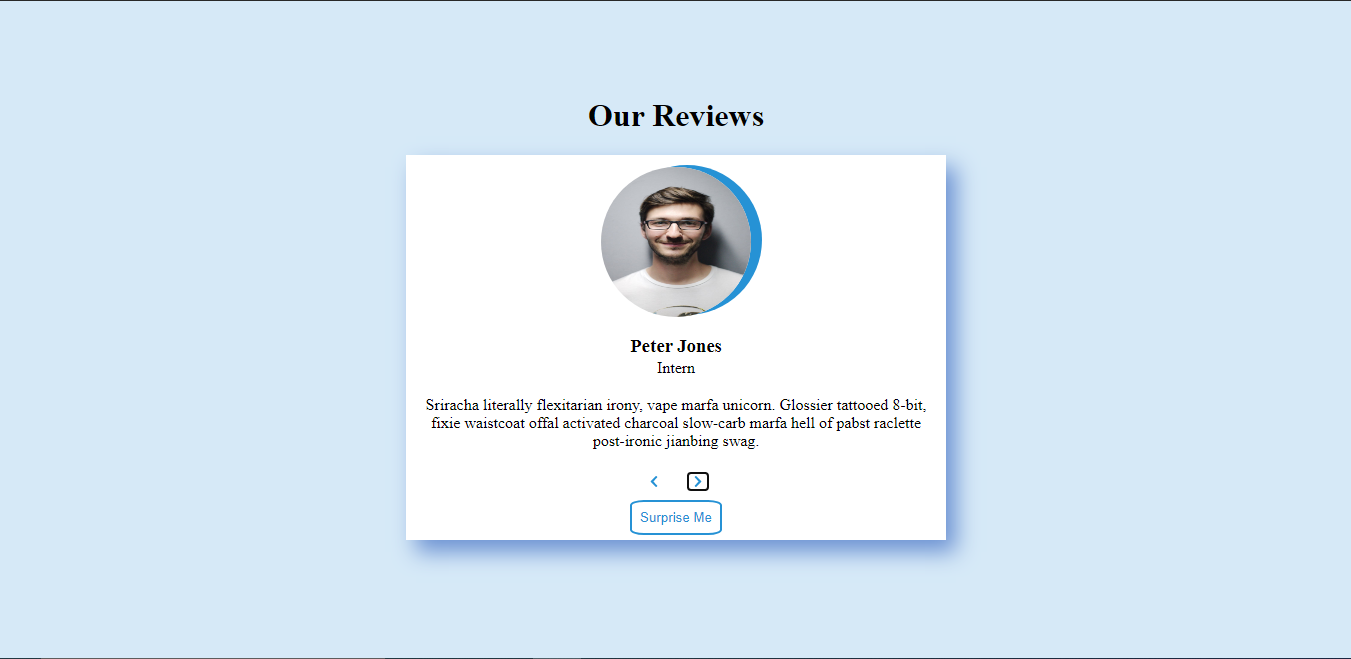 Our Reviews
Peter Jones
Intern
Sriracha literally flexitarian irony, vape marfa unicorn. Glossier tattooed 8-bit,
fixie waistcoat offal activated charcoal slow-carb marfa hell of pabst raclette
post-ironic jianbing swag.
Surprise Me